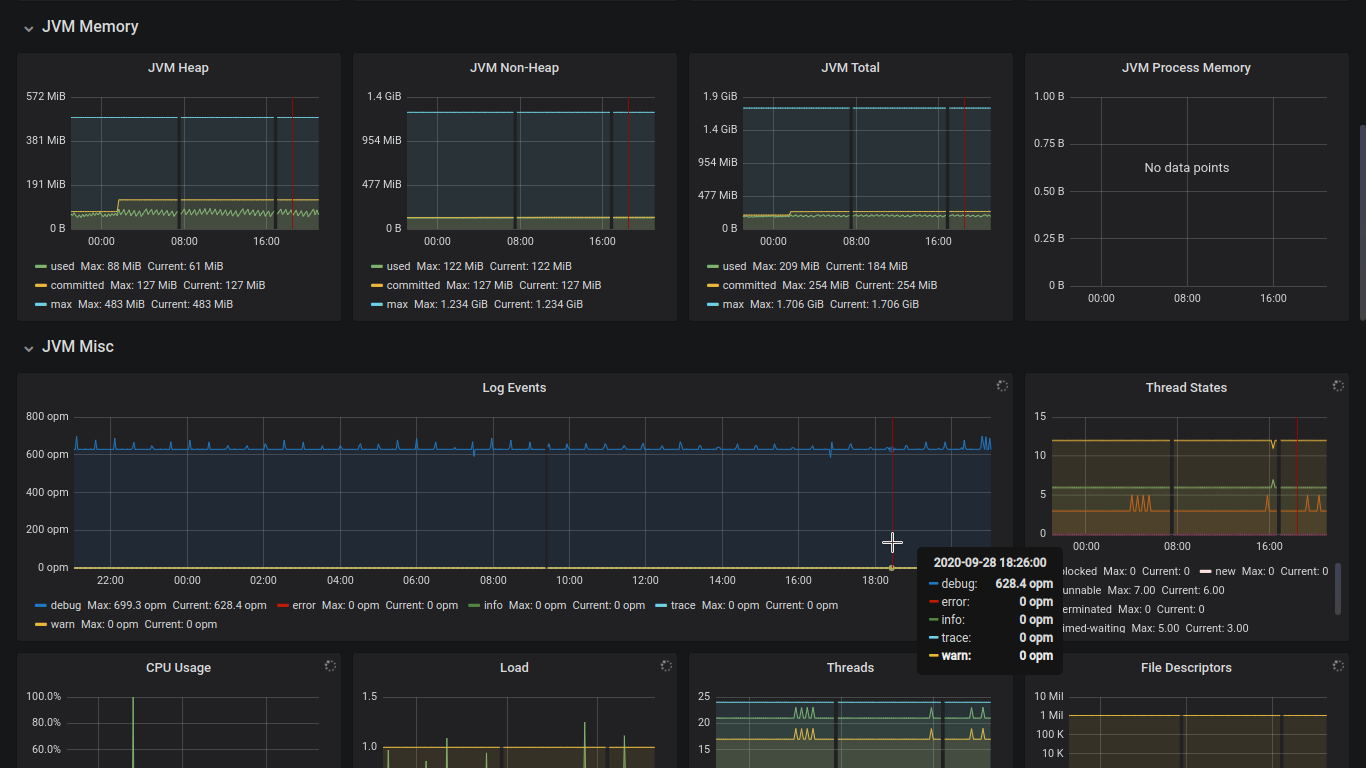 JVM Memory
JVM Heap
572 MiB
381 MiB
191 MiB
0 B
00:00 08:00 16:00
used Max: 88 MiB Current: 61 MiB
committed Max: 127 MiB Current: 127 MiB
max Max: 483 MiB Current: 483 MiB
JVM Non-Heap
1.4 GiB
954 MiB
477 MiB
0 B
00:00 08:00 16:00
used Max: 122 MiB Current: 122 MiB
committed Max: 127 MiB Current: 127 MiB
max Max: 1.234 GiB Current: 1.234 GiB
JVM Total
1.9 GiB
1.4 GiB
954 MiB
477 MiB
0 B
00:00 08:00 16:00
used Max: 209 MiB Current: 184 MiB
committed Max: 254 MiB Current: 254 MiB
max Max: 1.706 GiB Current: 1.706 GiB
JVM Process Memory
1.00 B
0.75 B
0.50 B
0.25 B
0 B
No data points
00:00 08:00 16:00
JVM Misc
Log Events
800 opm
600 opm
400 opm
200 opm
0 opm
22:00 00:00 02:00 04:00 06:00 08:00 10:00 12:00 14:00 16:00 18:00
debug Max: 699.3 opm Current: 628.4 opm error Max: 0 opm Current: 0 opm info Max: 0 opm Current: 0 opm trace Max: 0 opm Current: 0 opm
warn Max: 0 opm Current: 0 opm
2020-09-28 18:26:00
debug: 628.4 opm
error: 0 opm
info: 0 opm
trace: 0 opm
warn: 0 opm
Thread States
15
10
5
0
00:00 08:00 16:00
locked Max: 0 Current: 0 new Max: 0 Current: 0
unnable Max: 7.00 Current: 6.00
erminated Max: 0 Current: 0
imed-waiting Max: 5.00 Current: 3.00
CPU Usage
100.0%
80.0%
60.0%
Load
1.5
1.0
Threads
25
20
15
File Descriptors
10 Mil
1 Mil
100 K
10 K